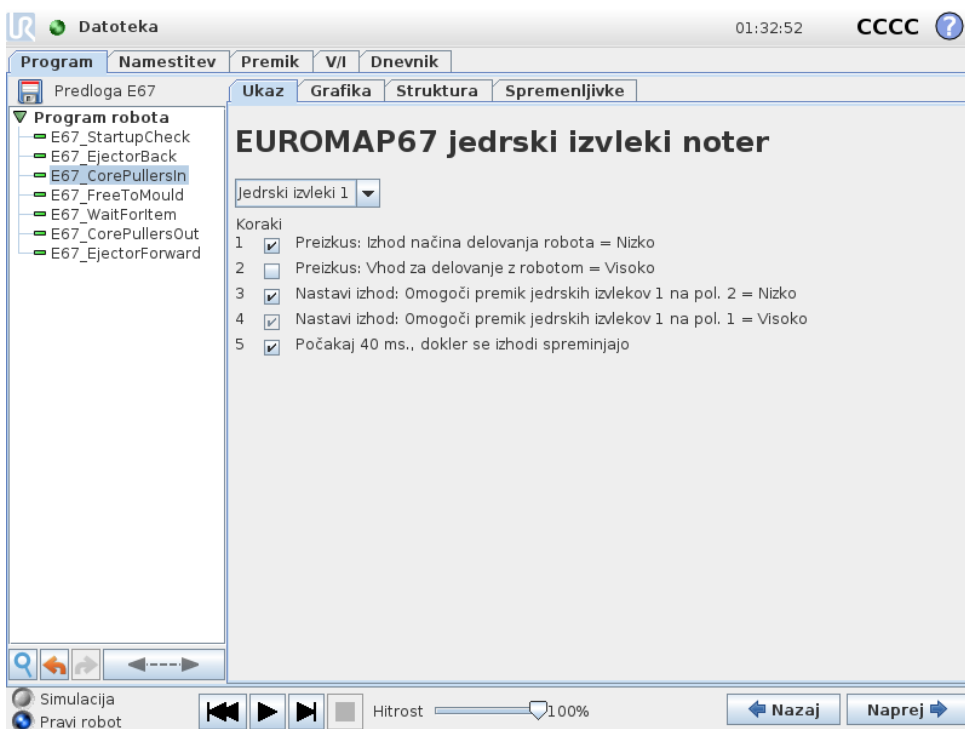 UR Datoteka 01:32:52 CCCC ?
Program Namestitev Premik V/I Dnevnik
Predloga E67
Ukaz Grafika Struktura Spremenljivke
Program robota
E67_StartupCheck
E67_EjectorBack
E67_CorePullersIn
E67_FreeToMould
E67_WaitForItem
E67_CorePullersOut
E67_EjectorForward
EUROMAP67 jedrski izvleki noter
Jedrski izvleki 1
Koraki
1 Preizkus: Izhod načina delovanja robota = Nizko
2 Preizkus: Vhod za delovanje z robotom = Visoko
3 Nastavi izhod: Omogoči premik jedrskih izvlekov 1 na pol. 2 = Nizko
4 Nastavi izhod: Omogoči premik jedrskih izvlekov 1 na pol. 1 = Visoko
5 Počakaj 40 ms., dokler se izhodi spreminjajo
Simulacija
Pravi robot
Hitrost 100%
Nazaj Naprej